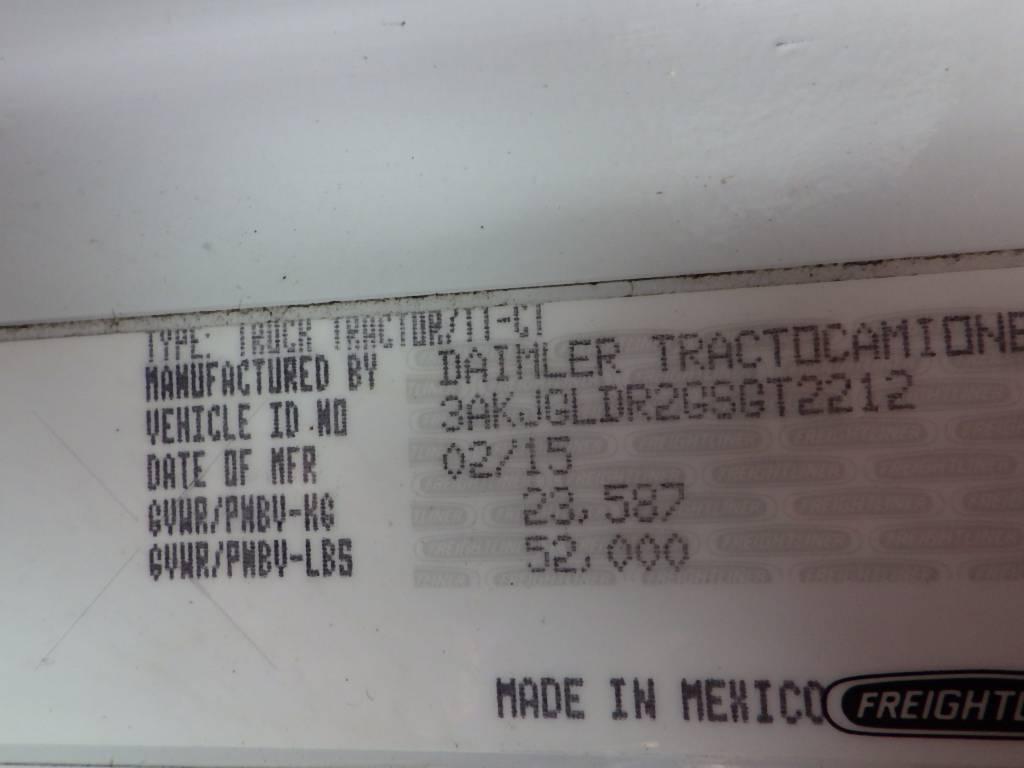 TYPE: TRUCK TRACTOR/TT-CT
MANUFACTURED BY DAIMLER TRACTOCAMIONE
VEHICLE ID NO 3AKJGLDR2GSGT2212
DATE OF MFR 02/15
GVWR/PNBV-KG 23,587
GVWR/PNBV-LBS 52,000
MADE IN MEXICO FREIGHTL